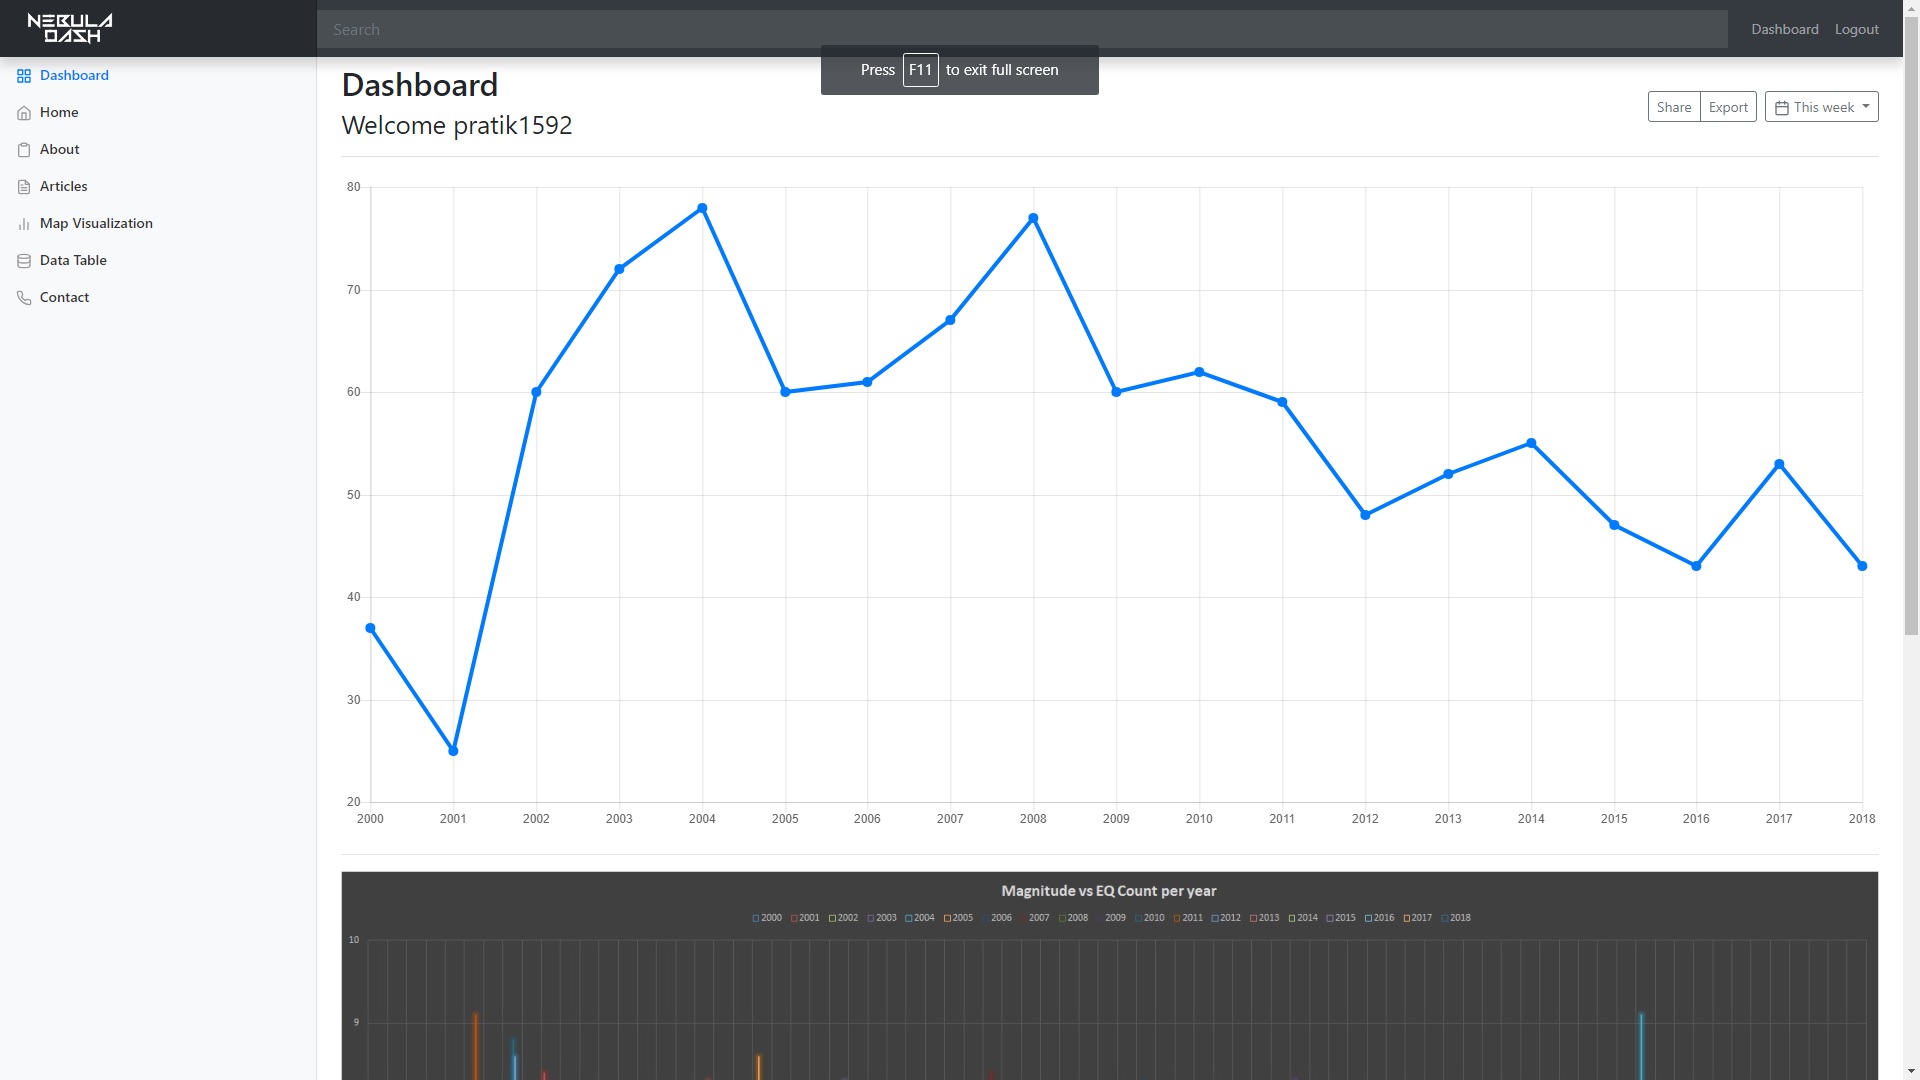 NEBULA
DASH
Search
Dashboard Logout
Press F11 to exit full screen
Dashboard
Home
About
Articles
Map Visualization
Data Table
Contact
Dashboard
Welcome pratik1592
Share Export This week
80
70
60
50
40
30
20
2000 2001 2002 2003 2004 2005 2006 2007 2008 2009 2010 2011 2012 2013 2014 2015 2016 2017 2018
Magnitude vs EQ Count per year
2000 2001 2002 2003 2004 2005 2006 2007 2008 2009 2010 2011 2012 2013 2014 2015 2016 2017 2018
10
9